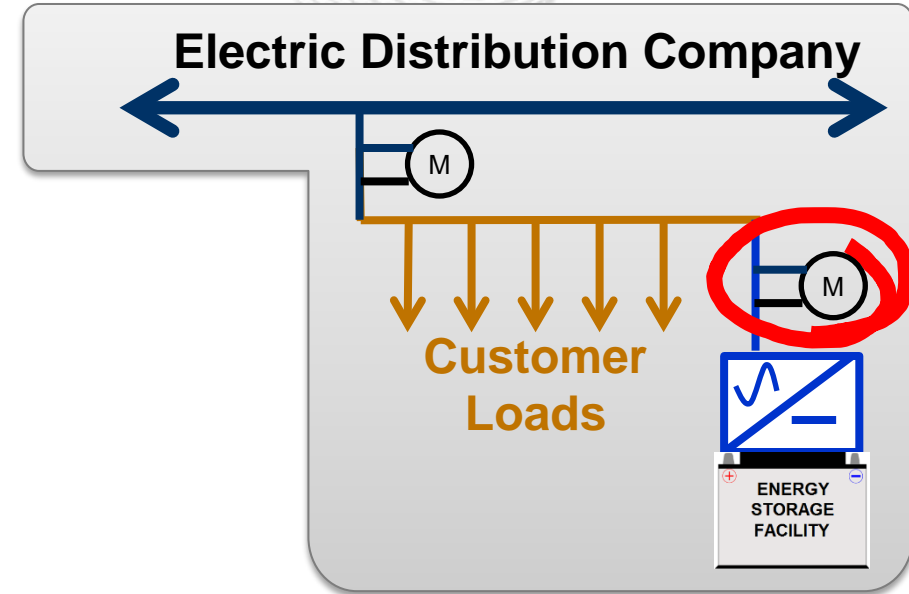 Electric Distribution Company
M
M
Customer
Loads
+
−
ENERGY
STORAGE
FACILITY